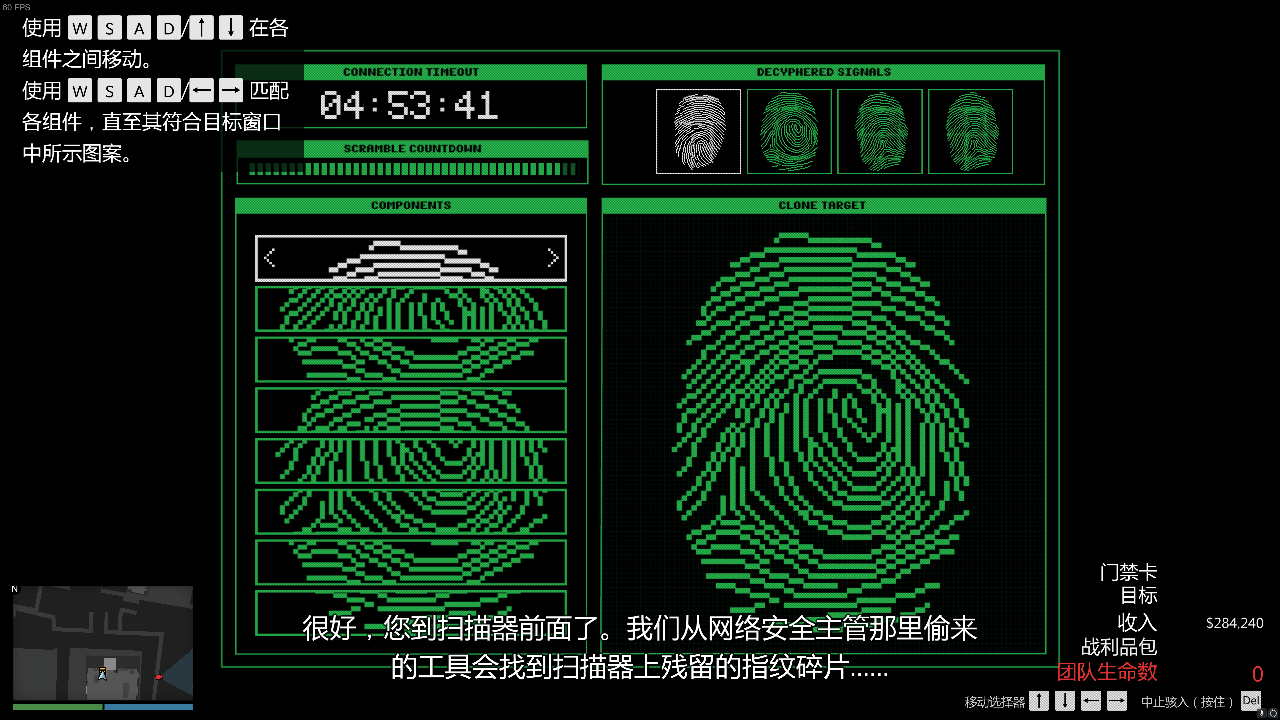 60 FPS
使用 W S A D/↑ ↓ 在各
组件之间移动。
使用 W S A D/← → 匹配
各组件，直至其符合目标窗口
中所示图案。
CONNECTION TIMEOUT
04:53:41
SCRAMBLE COUNTDOWN
DECYPHERED SIGNALS
COMPONENTS
CLONE TARGET
N
很好，您到扫描器前面了。我们从网络安全主管那里偷来
的工具会找到扫描器上残留的指纹碎片......
门禁卡
目标
收入 $284,240
战利品包
团队生命数 0
移动选择器 ↑ ↓ ← → 中止骇入（按住） Del